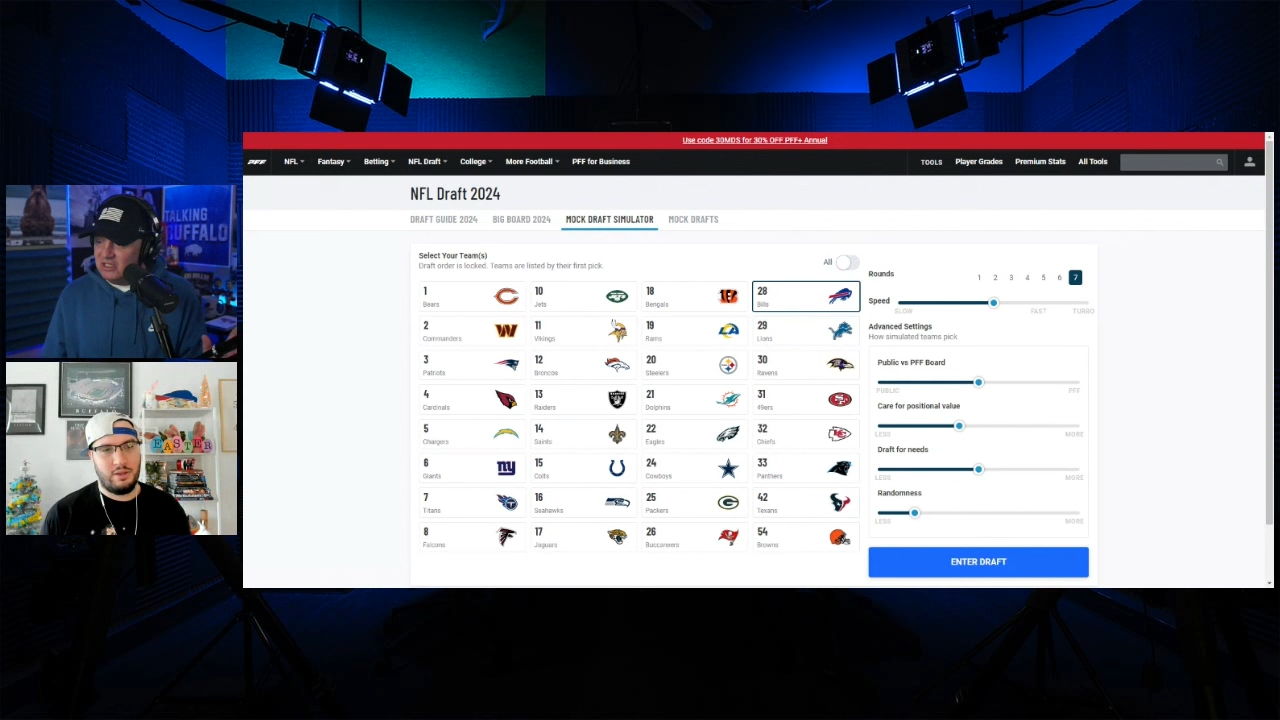 Use code 30MDS for 30% OFF PFF+ Annual
PFF NFL Fantasy Betting NFL Draft College More Football PFF for Business TOOLS Player Grades Premium Stats All Tools
NFL Draft 2024
DRAFT GUIDE 2024 BIG BOARD 2024 MOCK DRAFT SIMULATOR MOCK DRAFTS
Select Your Team(s)
Draft order is locked. Teams are listed by their first pick.
All
1 Bears
10 Jets
18 Bengals
28 Bills
2 Commanders
11 Vikings
19 Rams
29 Lions
3 Patriots
12 Broncos
20 Steelers
30 Ravens
4 Cardinals
13 Raiders
21 Dolphins
31 49ers
5 Chargers
14 Saints
22 Eagles
32 Chiefs
6 Giants
15 Colts
24 Cowboys
33 Panthers
7 Titans
16 Seahawks
25 Packers
42 Texans
8 Falcons
17 Jaguars
26 Buccaneers
54 Browns
Rounds 1 2 3 4 5 6 7
Speed
SLOW FAST TURBO
Advanced Settings
How simulated teams pick
Public vs PFF Board
PUBLIC PFF
Care for positional value
LESS MORE
Draft for needs
LESS MORE
Randomness
LESS MORE
ENTER DRAFT
TALKING
BUFFALO
BUFFALO
EASTER